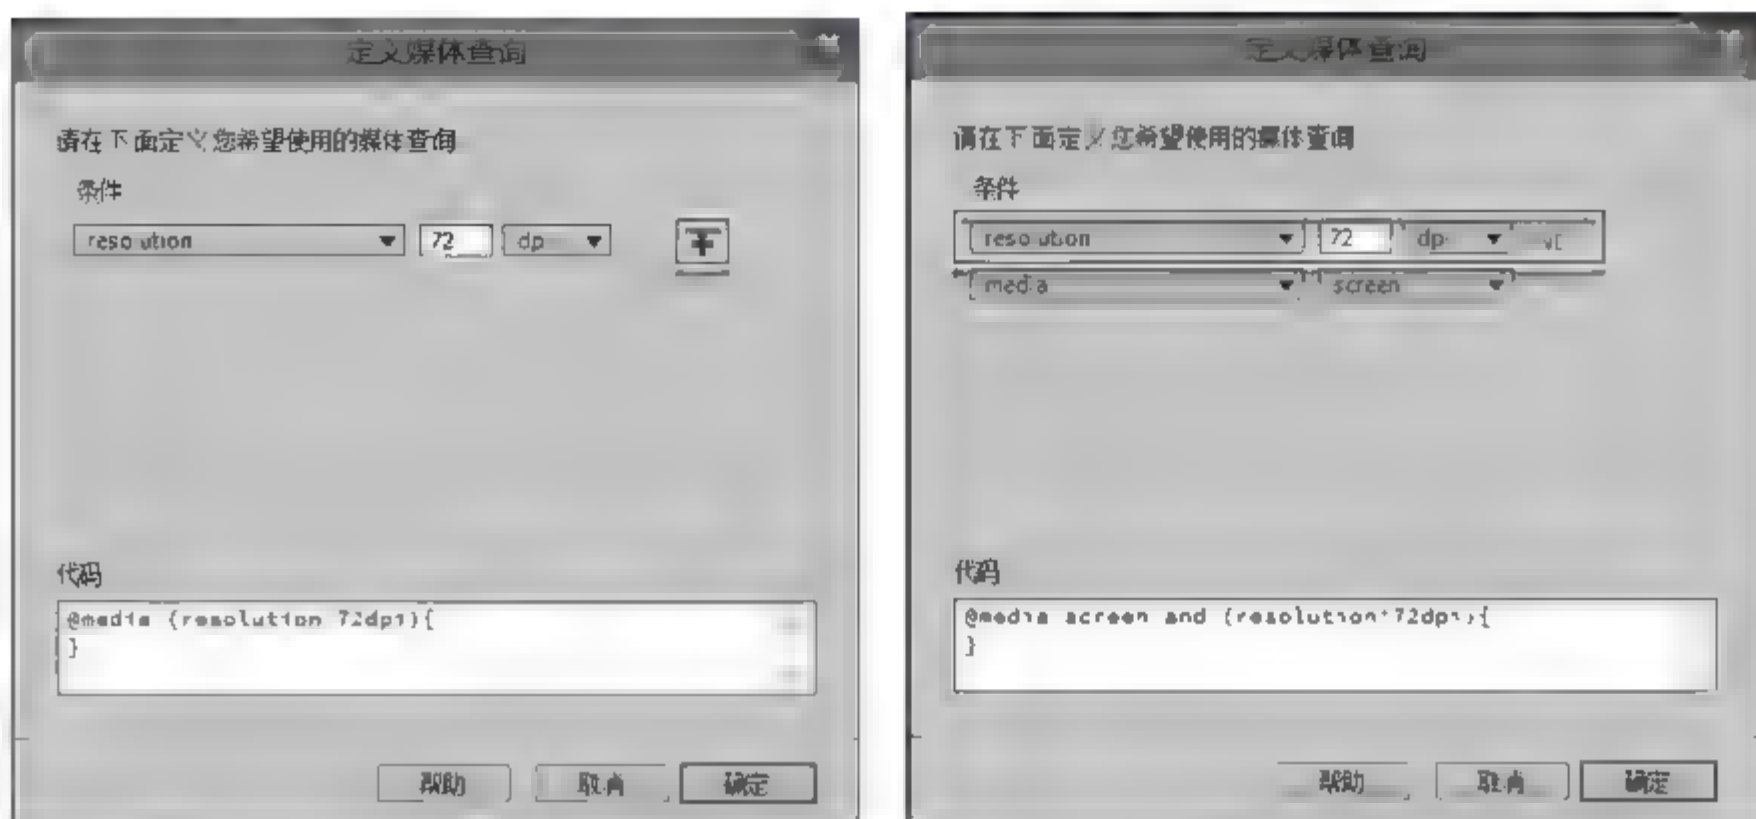 定义媒体查询
请在下面定义您希望使用的媒体查询
条件
resolution 72 dpi
代码
@media (resolution:72dpi){
}
帮助 取消 确定
定义媒体查询
请在下面定义您希望使用的媒体查询
条件
resolution 72 dpi
media screen
代码
@media screen and (resolution:72dpi){
}
帮助 取消 确定